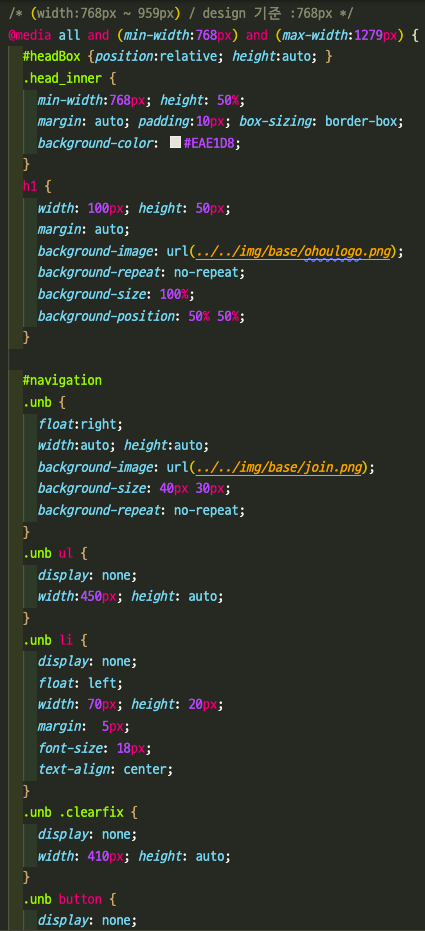 /* (width:768px ~ 959px) / design 기준 :768px */
@media all and (min-width:768px) and (max-width:1279px) {
#headBox {position:relative; height:auto; }
.head_inner {
min-width:768px; height: 50%;
margin: auto; padding:10px; box-sizing: border-box;
background-color: #EAE1D8;
}
h1 {
width: 100px; height: 50px;
margin: auto;
background-image: url(../../img/base/ohoulogo.png);
background-repeat: no-repeat;
background-size: 100%;
background-position: 50% 50%;
}
#navigation
.unb {
float:right;
width:auto; height:auto;
background-image: url(../../img/base/join.png);
background-size: 40px 30px;
background-repeat: no-repeat;
}
.unb ul {
display: none;
width:450px; height: auto;
}
.unb li {
display: none;
float: left;
width: 70px; height: 20px;
margin:  5px;
font-size: 18px;
text-align: center;
}
.unb .clearfix {
display: none;
width: 410px; height: auto;
}
.unb button {
display: none;